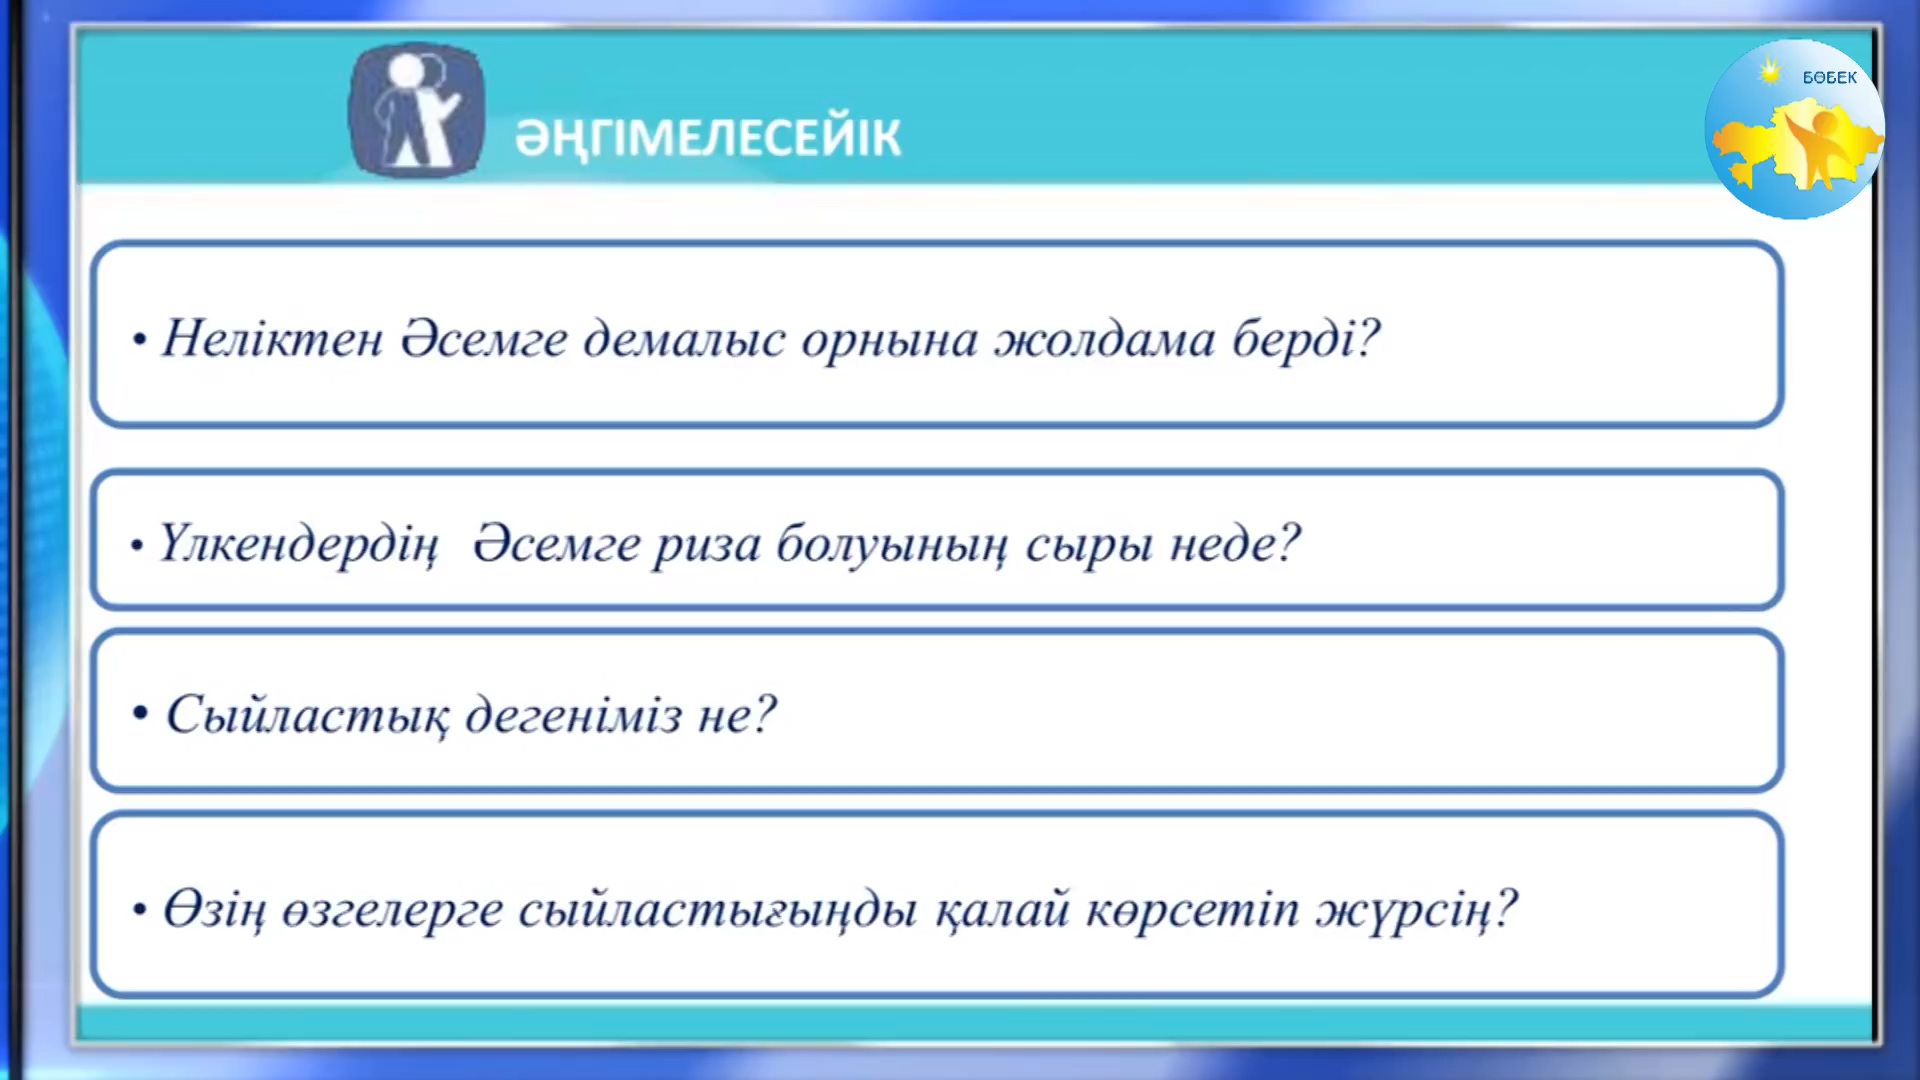 ӘҢГІМЕЛЕСЕЙІК
БӨБЕК
• Неліктен Әсемге демалыс орнына жолдама берді?
• Үлкендердің Әсемге риза болуының сыры неде?
• Сыйластық дегеніміз не?
• Өзің өзгелерге сыйластығыңды қалай көрсетіп жүрсің?